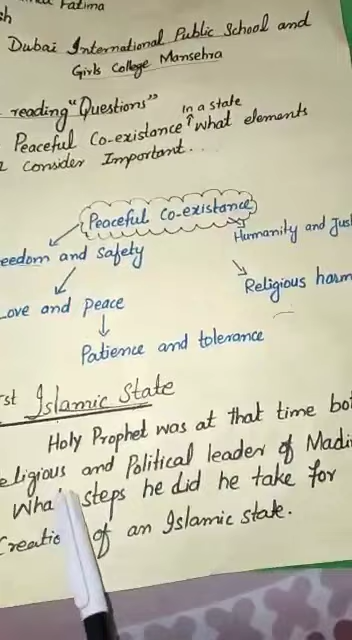 Fatima
Dubai International Public School and
Girls College Mansehra
reading "Questions"
Peaceful Co-existance ↑ In a state what elements
Consider Important...
Peaceful Co-existance
eedom and safety
Humanity and Jus
Love and peace
Religious harm
Patience and tolerance
st Islamic State
Holy Prophet was at that time bo
eligious and Political leader of Madi
Wha steps he did he take for
Creatio of an Islamic state.